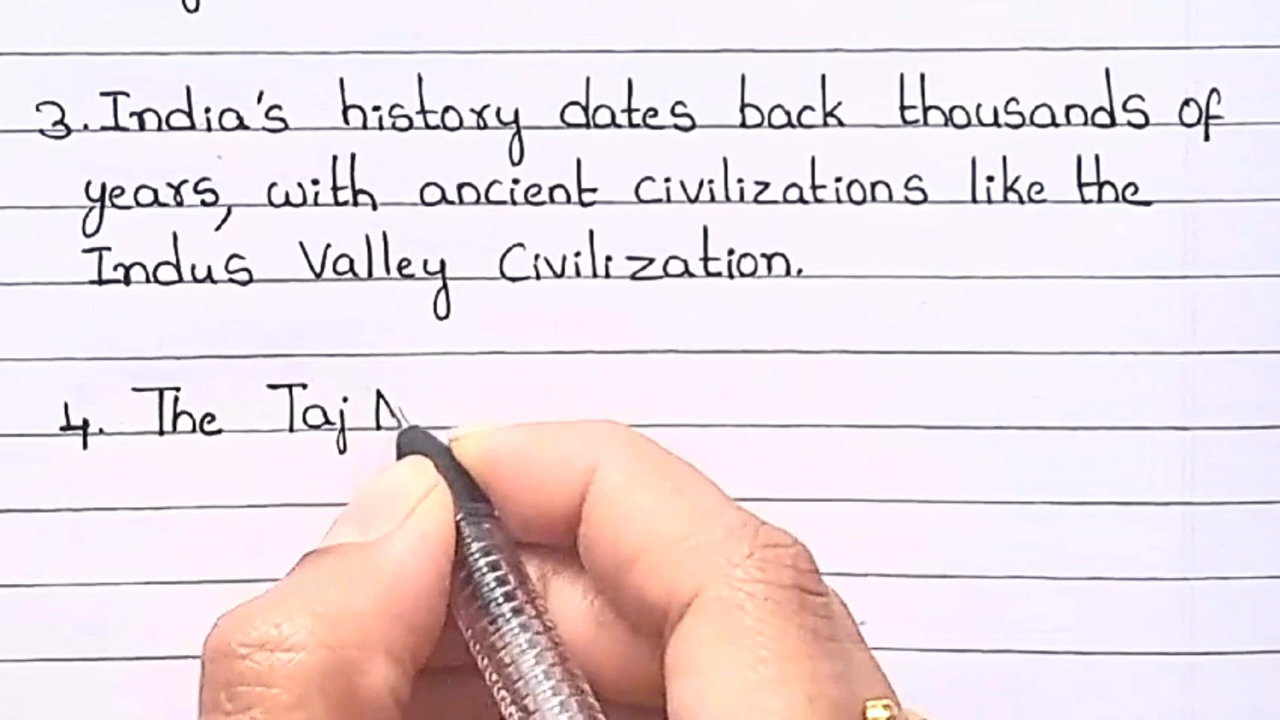 3. India's history dates back thousands of
years, with ancient civilizations like the
Indus Valley Civilization.
4. The Taj